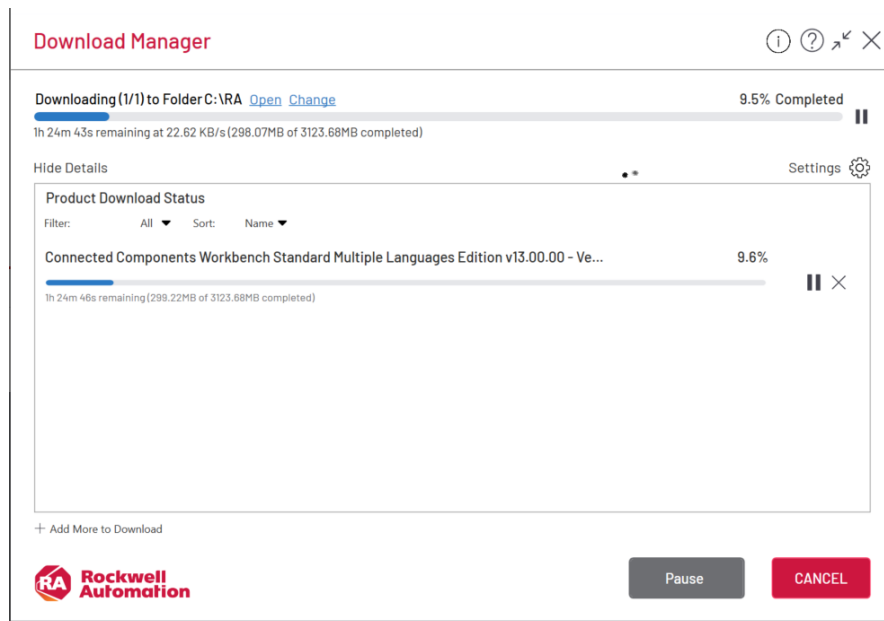 Download Manager
Downloading (1/1) to Folder C:\RA Open Change 9.5% Completed
1h 24m 43s remaining at 22.62 KB/s (298.07MB of 3123.68MB completed)
Hide Details Settings
Product Download Status
Filter: All Sort: Name
Connected Components Workbench Standard Multiple Languages Edition v13.00.00 - Ve... 9.6%
1h 24m 46s remaining (299.22MB of 3123.68MB completed)
+ Add More to Download
RA Rockwell
Automation
Pause CANCEL